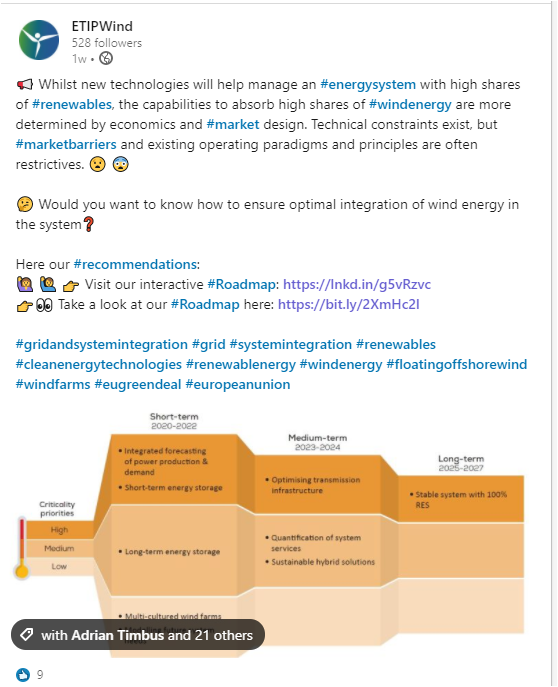 ETIPWind
528 followers
1w •
Whilst new technologies will help manage an #energysystem with high shares
of #renewables, the capabilities to absorb high shares of #windenergy are more
determined by economics and #market design. Technical constraints exist, but
#marketbarriers and existing operating paradigms and principles are often
restrictives.
Would you want to know how to ensure optimal integration of wind energy in
the system❓
Here our #recommendations:
Visit our interactive #Roadmap: https://lnkd.in/g5vRzvc
Take a look at our #Roadmap here: https://bit.ly/2XmHc2I
#gridandsystemintegration #grid #systemintegration #renewables
#cleanenergytechnologies #renewablenergy #windenergy #floatingoffshorewind
#windfarms #eugreendeal #europeanunion
Short-term
2020-2022
Medium-term
2023-2024
Long-term
2025-2027
Criticality
priorities
High
Medium
Low
• Integrated forecasting
of power production &
demand
• Short-term energy storage
• Optimising transmission
infrastructure
• Stable system with 100%
RES
• Long-term energy storage
• Quantification of system
services
• Sustainable hybrid solutions
• Multi-cultured wind farms
with Adrian Timbus and 21 others
9